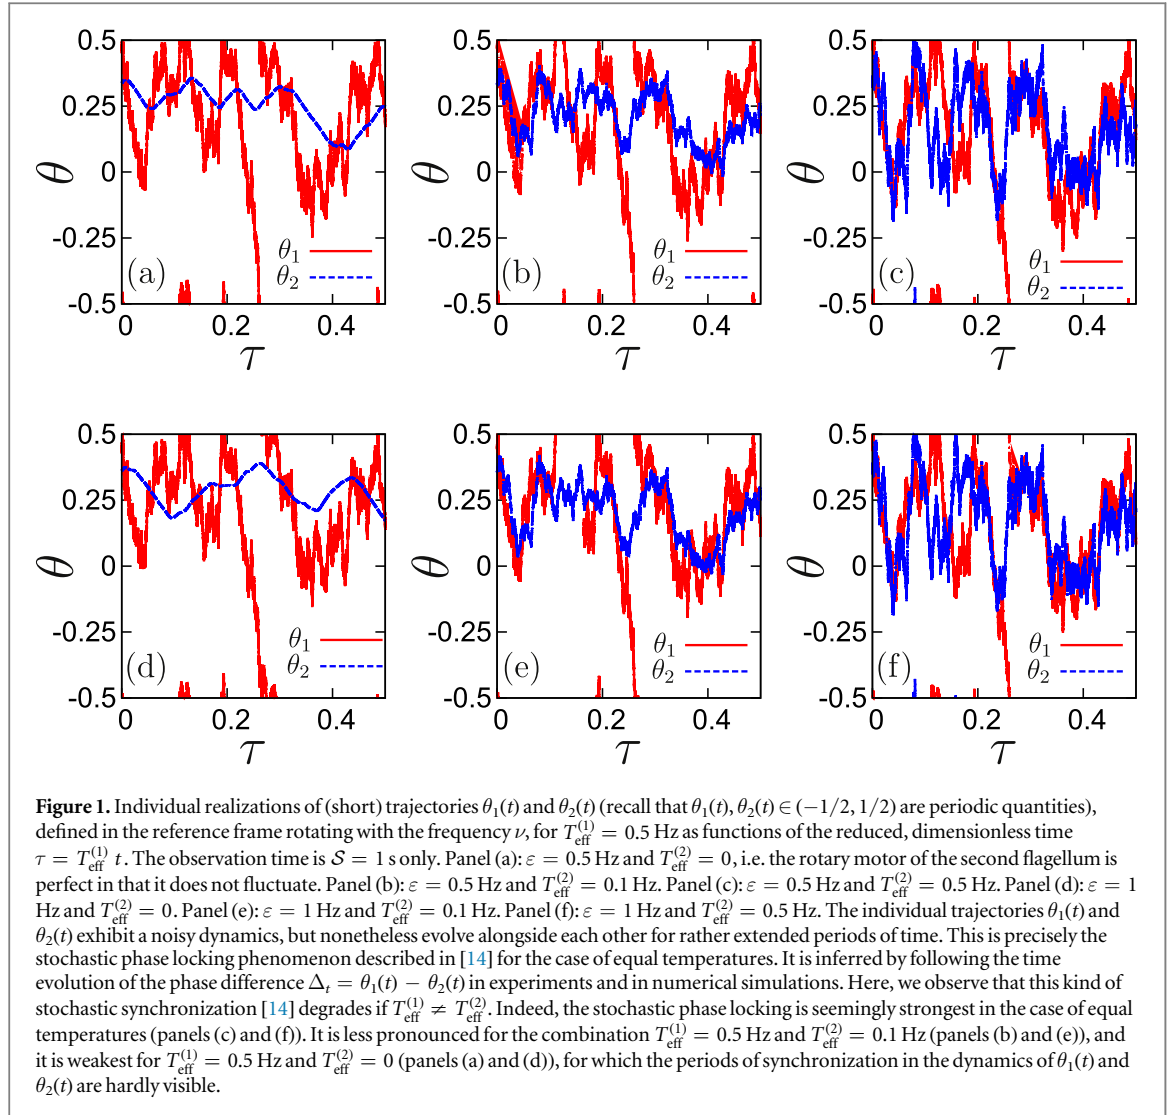 0.5
0.25
0
-0.25
-0.5
θ
θ₁
θ₂
(a)
0 0.2 0.4
τ
0.5
0.25
0
-0.25
-0.5
θ
θ₁
θ₂
(b)
0 0.2 0.4
τ
0.5
0.25
0
-0.25
-0.5
θ
θ₁
θ₂
(c)
0 0.2 0.4
τ
0.5
0.25
0
-0.25
-0.5
θ
θ₁
θ₂
(d)
0 0.2 0.4
τ
0.5
0.25
0
-0.25
-0.5
θ
θ₁
θ₂
(e)
0 0.2 0.4
τ
0.5
0.25
0
-0.25
-0.5
θ
θ₁
θ₂
(f)
0 0.2 0.4
τ
Figure 1. Individual realizations of (short) trajectories θ₁(t) and θ₂(t) (recall that θ₁(t), θ₂(t) ∈ (−1/2, 1/2) are periodic quantities),
defined in the reference frame rotating with the frequency ν, for T_eff^(1) = 0.5 Hz as functions of the reduced, dimensionless time
τ = T_eff^(1) t. The observation time is 𝒮 = 1 s only. Panel (a): ε = 0.5 Hz and T_eff^(2) = 0, i.e. the rotary motor of the second flagellum is
perfect in that it does not fluctuate. Panel (b): ε = 0.5 Hz and T_eff^(2) = 0.1 Hz. Panel (c): ε = 0.5 Hz and T_eff^(2) = 0.5 Hz. Panel (d): ε = 1
Hz and T_eff^(2) = 0. Panel (e): ε = 1 Hz and T_eff^(2) = 0.1 Hz. Panel (f): ε = 1 Hz and T_eff^(2) = 0.5 Hz. The individual trajectories θ₁(t) and
θ₂(t) exhibit a noisy dynamics, but nonetheless evolve alongside each other for rather extended periods of time. This is precisely the
stochastic phase locking phenomenon described in [14] for the case of equal temperatures. It is inferred by following the time
evolution of the phase difference Δ_t = θ₁(t) − θ₂(t) in experiments and in numerical simulations. Here, we observe that this kind of
stochastic synchronization [14] degrades if T_eff^(1) ≠ T_eff^(2). Indeed, the stochastic phase locking is seemingly strongest in the case of equal
temperatures (panels (c) and (f)). It is less pronounced for the combination T_eff^(1) = 0.5 Hz and T_eff^(2) = 0.1 Hz (panels (b) and (e)), and
it is weakest for T_eff^(1) = 0.5 Hz and T_eff^(2) = 0 (panels (a) and (d)), for which the periods of synchronization in the dynamics of θ₁(t) and
θ₂(t) are hardly visible.